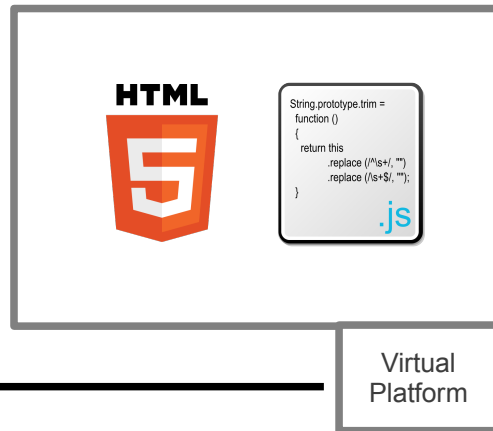 HTML
5
String.prototype.trim =
function ()
{
return this
.replace (/^\s+/, "")
.replace (/\s+$/, "");
}
.js
Virtual
Platform